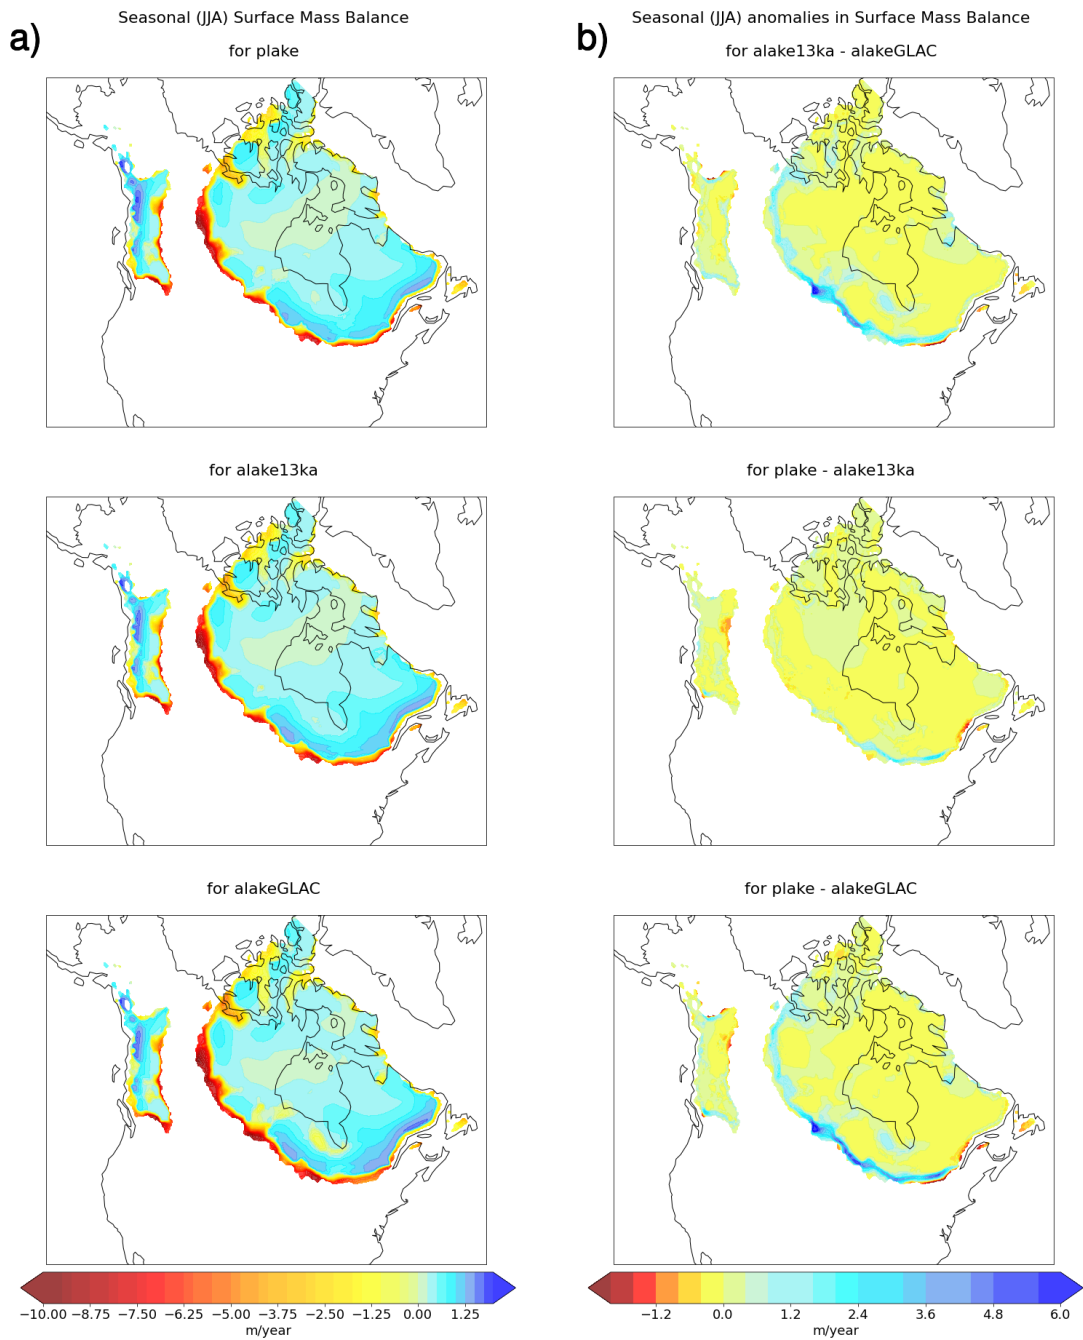 a)
Seasonal (JJA) Surface Mass Balance
for plake
b)
Seasonal (JJA) anomalies in Surface Mass Balance
for alake13ka - alakeGLAC
for alake13ka
for plake - alake13ka
for alakeGLAC
for plake - alakeGLAC
−10.00 −8.75 −7.50 −6.25 −5.00 −3.75 −2.50 −1.25 0.00 1.25
m/year
−1.2 0.0 1.2 2.4 3.6 4.8 6.0
m/year